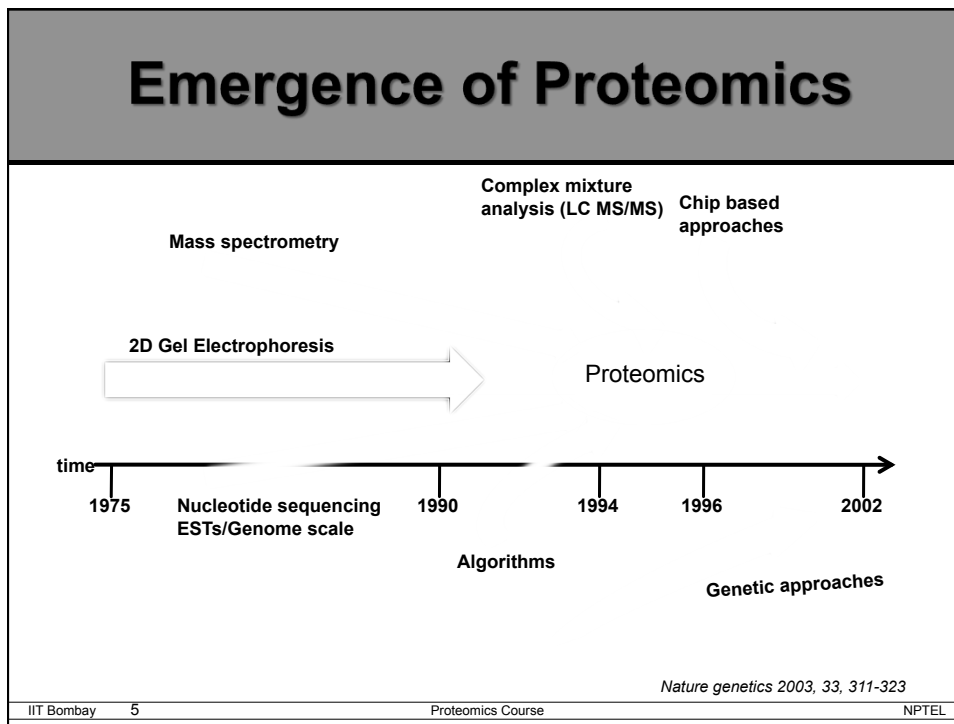 Emergence of Proteomics
Complex mixture
analysis (LC MS/MS)
Chip based
approaches
Mass spectrometry
2D Gel Electrophoresis
Proteomics
time
1975
Nucleotide sequencing
ESTs/Genome scale
1990
1994
1996
2002
Algorithms
Genetic approaches
Nature genetics 2003, 33, 311-323
IIT Bombay 5 Proteomics Course NPTEL